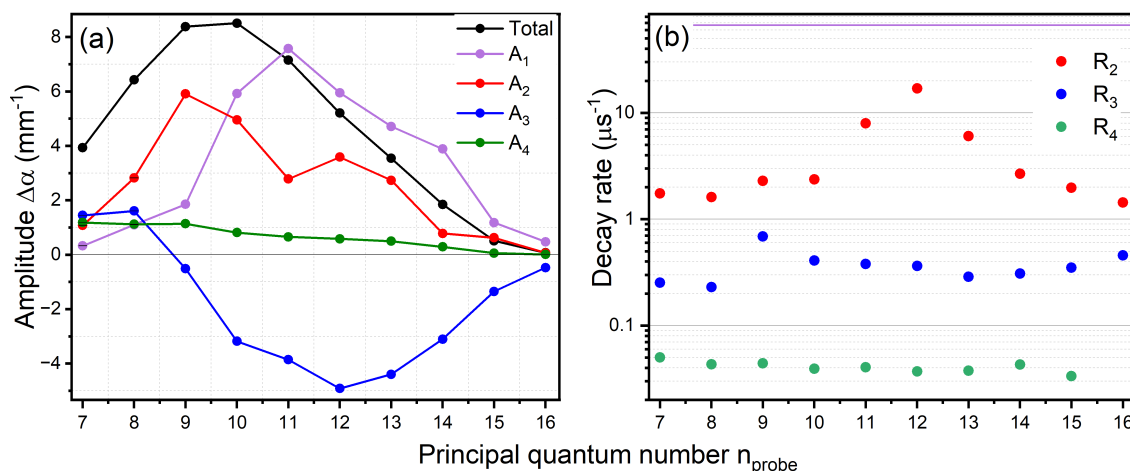 (a)
Total
A₁
A₂
A₃
A₄
Amplitude Δα (mm⁻¹)
8
6
4
2
0
−2
−4
7 8 9 10 11 12 13 14 15 16
(b)
R₂
R₃
R₄
Decay rate (μs⁻¹)
10
1
0.1
7 8 9 10 11 12 13 14 15 16
Principal quantum number n_probe